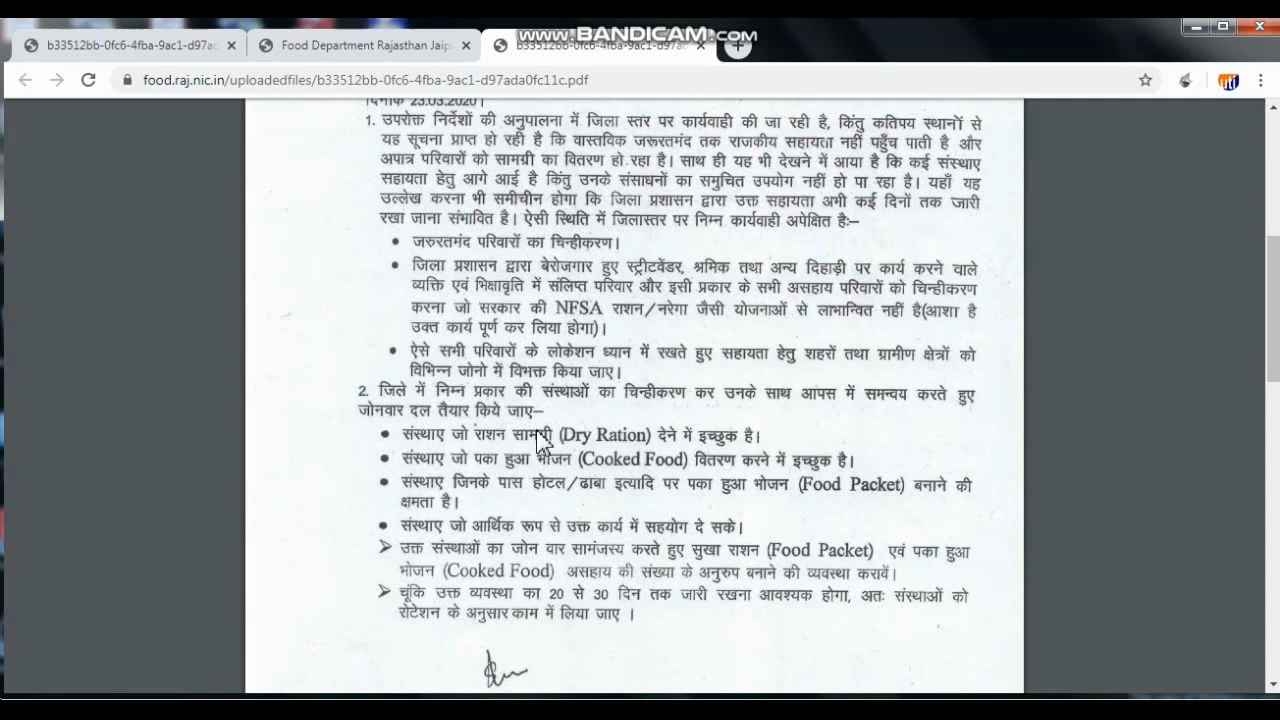 www.BANDICAM.com
b33512bb-0fc6-4fba-9ac1-d97ad
Food Department Rajasthan Jaip
b33512bb-0fc6-4fba-9ac1-d97ad
food.raj.nic.in/uploadedfiles/b33512bb-0fc6-4fba-9ac1-d97ada0fc11c.pdf
दिनांक 23.03.2020।
1. उपरोक्त निर्देशों की अनुपालना में जिला स्तर पर कार्यवाही की जा रही है, किंतु कतिपय स्थानों से
यह सूचना प्राप्त हो रही है कि वास्तविक जरूरतमंद तक राजकीय सहायता नहीं पहुँच पाती है और
अपात्र परिवारों को सामग्री का वितरण हो रहा है। साथ ही यह भी देखने में आया है कि कई संस्थाए
सहायता हेतु आगे आई है किंतु उनके संसाधनों का समुचित उपयोग नहीं हो पा रहा है। यहाँ यह
उल्लेख करना भी समीचीन होगा कि जिला प्रशासन द्वारा उक्त सहायता अभी कई दिनों तक जारी
रखा जाना संभावित है। ऐसी स्थिति में जिलास्तर पर निम्न कार्यवाही अपेक्षित हैः–
• जरुरतमंद परिवारों का चिन्हीकरण।
• जिला प्रशासन द्वारा बेरोजगार हुए स्ट्रीटवेंडर, श्रमिक तथा अन्य दिहाड़ी पर कार्य करने वाले
व्यक्ति एवं भिक्षावृति में संलिप्त परिवार और इसी प्रकार के सभी असहाय परिवारों को चिन्हीकरण
करना जो सरकार की NFSA राशन/नरेगा जैसी योजनाओं से लाभान्वित नहीं है(आशा है
उक्त कार्य पूर्ण कर लिया होगा)।
• ऐसे सभी परिवारों के लोकेशन ध्यान में रखते हुए सहायता हेतु शहरों तथा ग्रामीण क्षेत्रों को
विभिन्न जोनो में विभक्त किया जाए।
2. जिले में निम्न प्रकार की संस्थाओं का चिन्हीकरण कर उनके साथ आपस में समन्वय करते हुए
जोनवार दल तैयार किये जाए–
• संस्थाए जो राशन सामग्री (Dry Ration) देने में इच्छुक है।
• संस्थाए जो पका हुआ भोजन (Cooked Food) वितरण करने में इच्छुक है।
• संस्थाए जिनके पास होटल/ढाबा इत्यादि पर पका हुआ भोजन (Food Packet) बनाने की
क्षमता है।
• संस्थाए जो आर्थिक रूप से उक्त कार्य में सहयोग दे सके।
➢ उक्त संस्थाओं का जोन वार सामंजस्य करते हुए सुखा राशन (Food Packet) एवं पका हुआ
भोजन (Cooked Food) असहाय की संख्या के अनुरुप बनाने की व्यवस्था करावें।
➢ चूंकि उक्त व्यवस्था का 20 से 30 दिन तक जारी रखना आवश्यक होगा, अतः संस्थाओं को
रोटेशन के अनुसार काम में लिया जाए ।